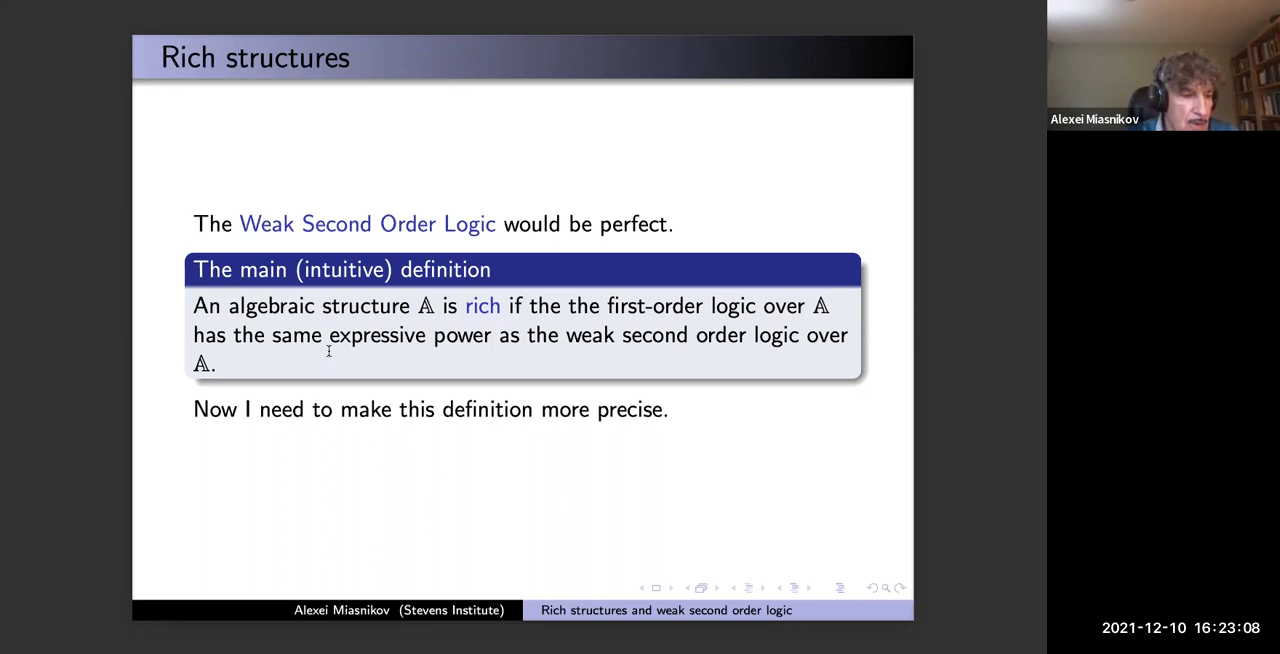 Rich structures
The Weak Second Order Logic would be perfect.
The main (intuitive) definition
An algebraic structure 𝔸 is rich if the the first-order logic over 𝔸
has the same expressive power as the weak second order logic over
𝔸.
Now I need to make this definition more precise.
Alexei Miasnikov (Stevens Institute)
Rich structures and weak second order logic
Alexei Miasnikov
2021-12-10 16:23:08